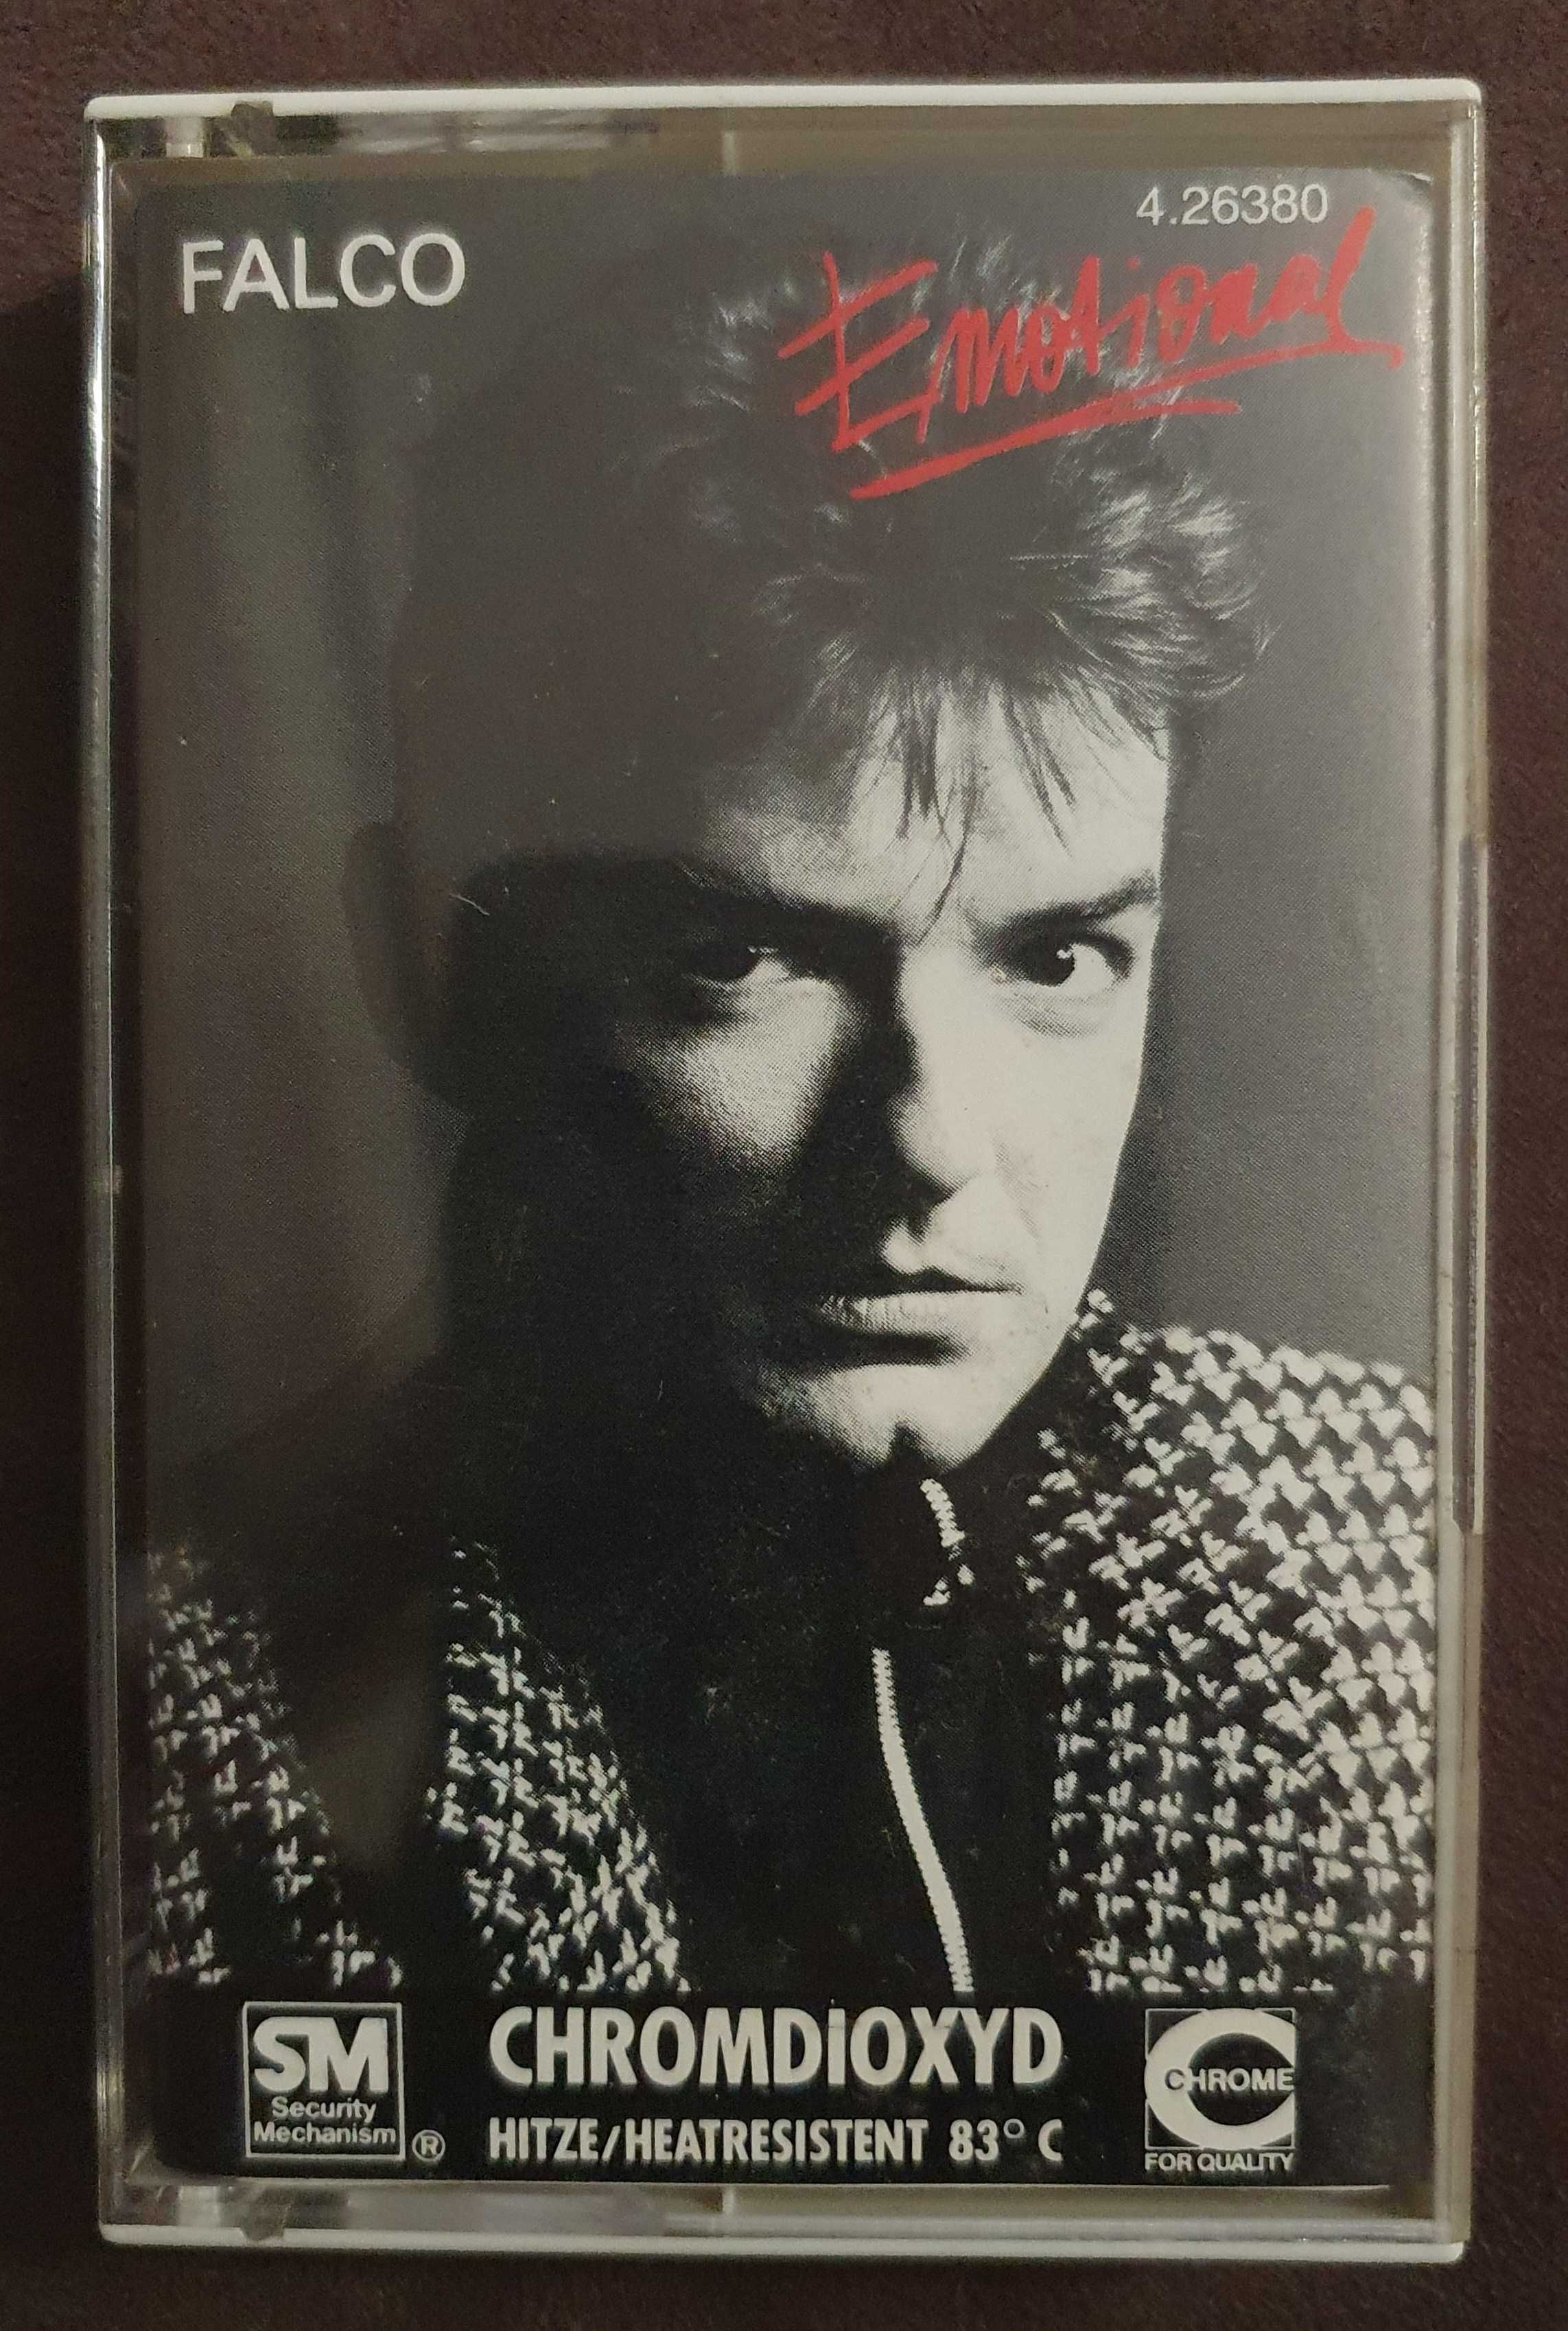 4.26380
FALCO
Emotional
SM
Security
Mechanism ®
CHROMDiOXYD
HITZE/HEATRESISTENT 83° C
CHROME
FOR QUALITY